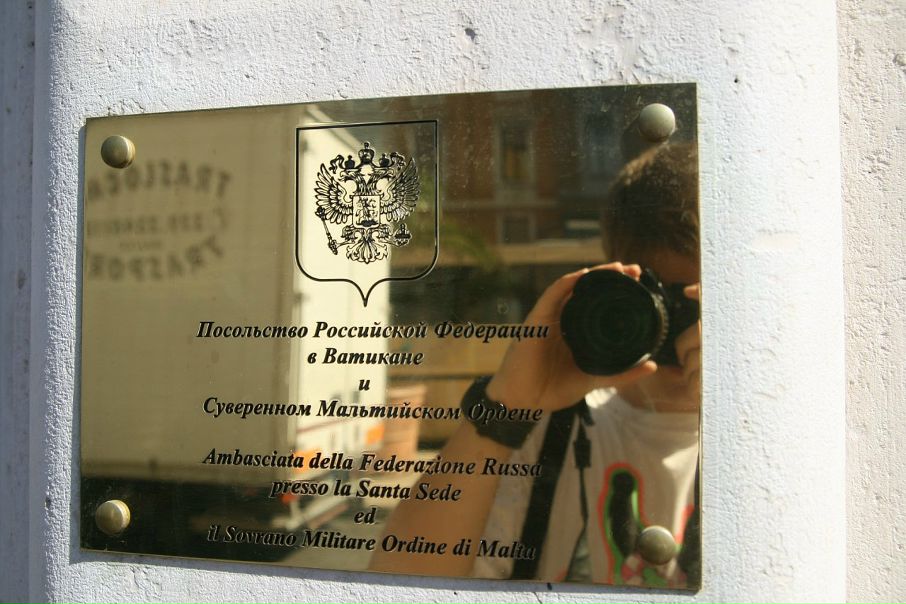 Посольство Российской Федерации
в Ватикане
и
Суверенном Мальтийском Ордене
Ambasciata della Federazione Russa
presso la Santa Sede
ed
il Sovrano Militare Ordine di Malta